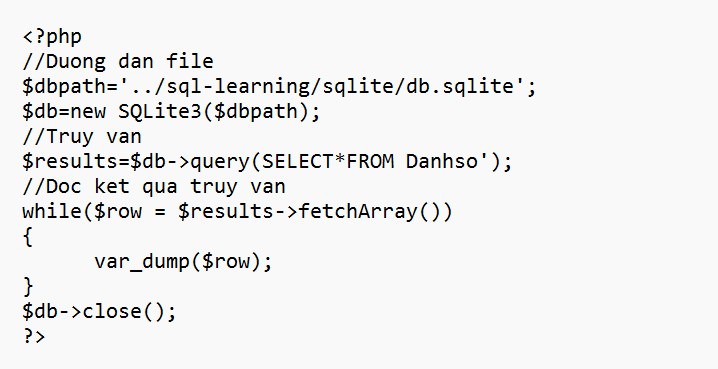 <?php
//Duong dan file
$dbpath='../sql-learning/sqlite/db.sqlite';
$db=new SQLite3($dbpath);
//Truy van
$results=$db->query(SELECT*FROM Danhso');
//Doc ket qua truy van
while($row = $results->fetchArray())
{
var_dump($row);
}
$db->close();
?>